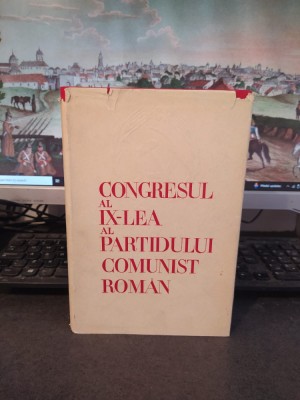 CONGRESUL
AL
IX-LEA
AL
PARTIDULUI
COMUNIST
ROMÂN